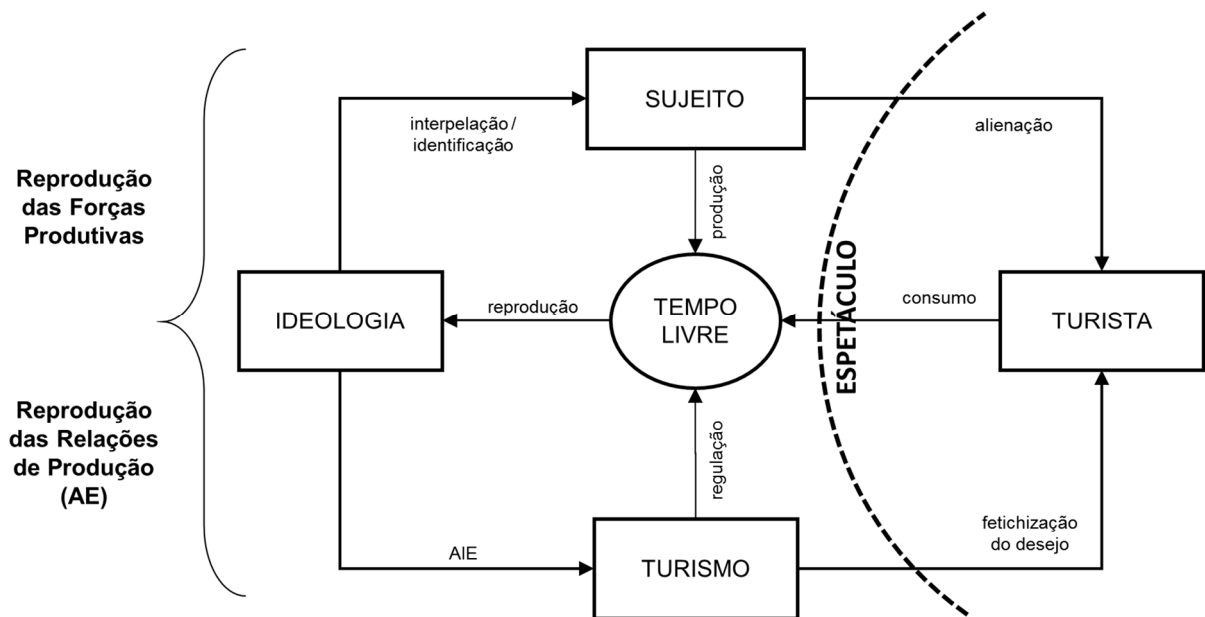 SUJEITO
interpelação /
identificação
alienação
Reprodução
das Forças
Produtivas
produção
ESPETÁCULO
IDEOLOGIA
reprodução
TEMPO
LIVRE
consumo
TURISTA
Reprodução
das Relações
de Produção
(AE)
regulação
fetichização
do desejo
AIE
TURISMO